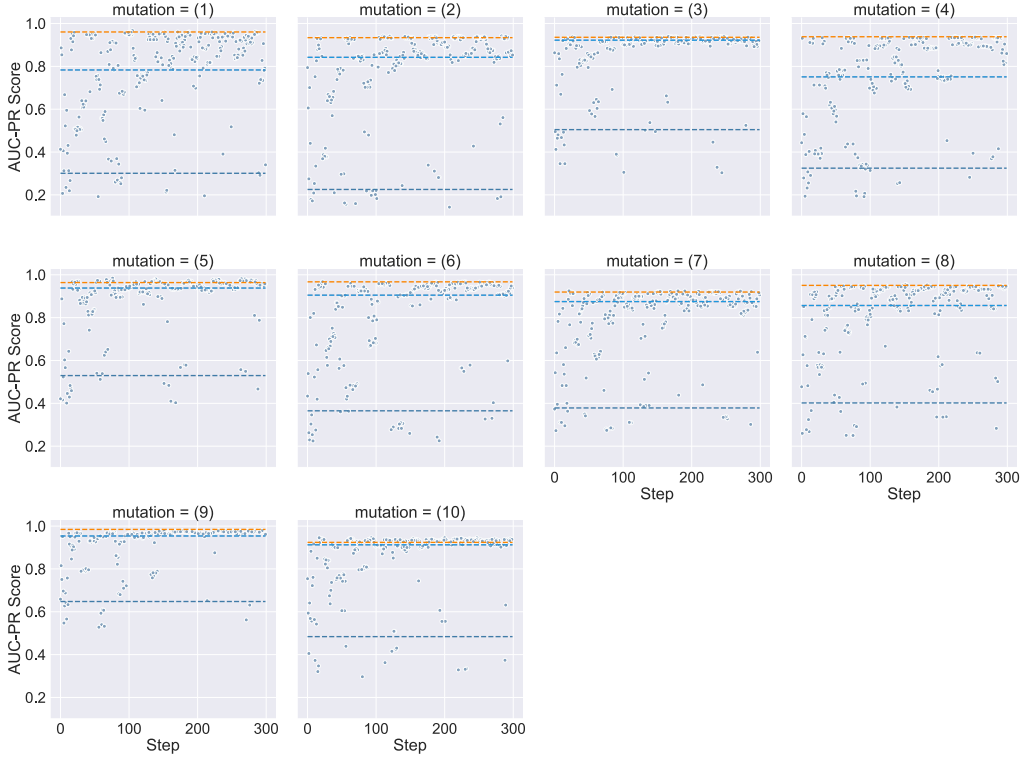 mutation = (1)
mutation = (2)
mutation = (3)
mutation = (4)
AUC-PR Score
1.0
0.8
0.6
0.4
0.2
mutation = (5)
mutation = (6)
mutation = (7)
mutation = (8)
AUC-PR Score
1.0
0.8
0.6
0.4
0.2
0 100 200 300
Step
0 100 200 300
Step
mutation = (9)
mutation = (10)
AUC-PR Score
1.0
0.8
0.6
0.4
0.2
0 100 200 300
Step
0 100 200 300
Step